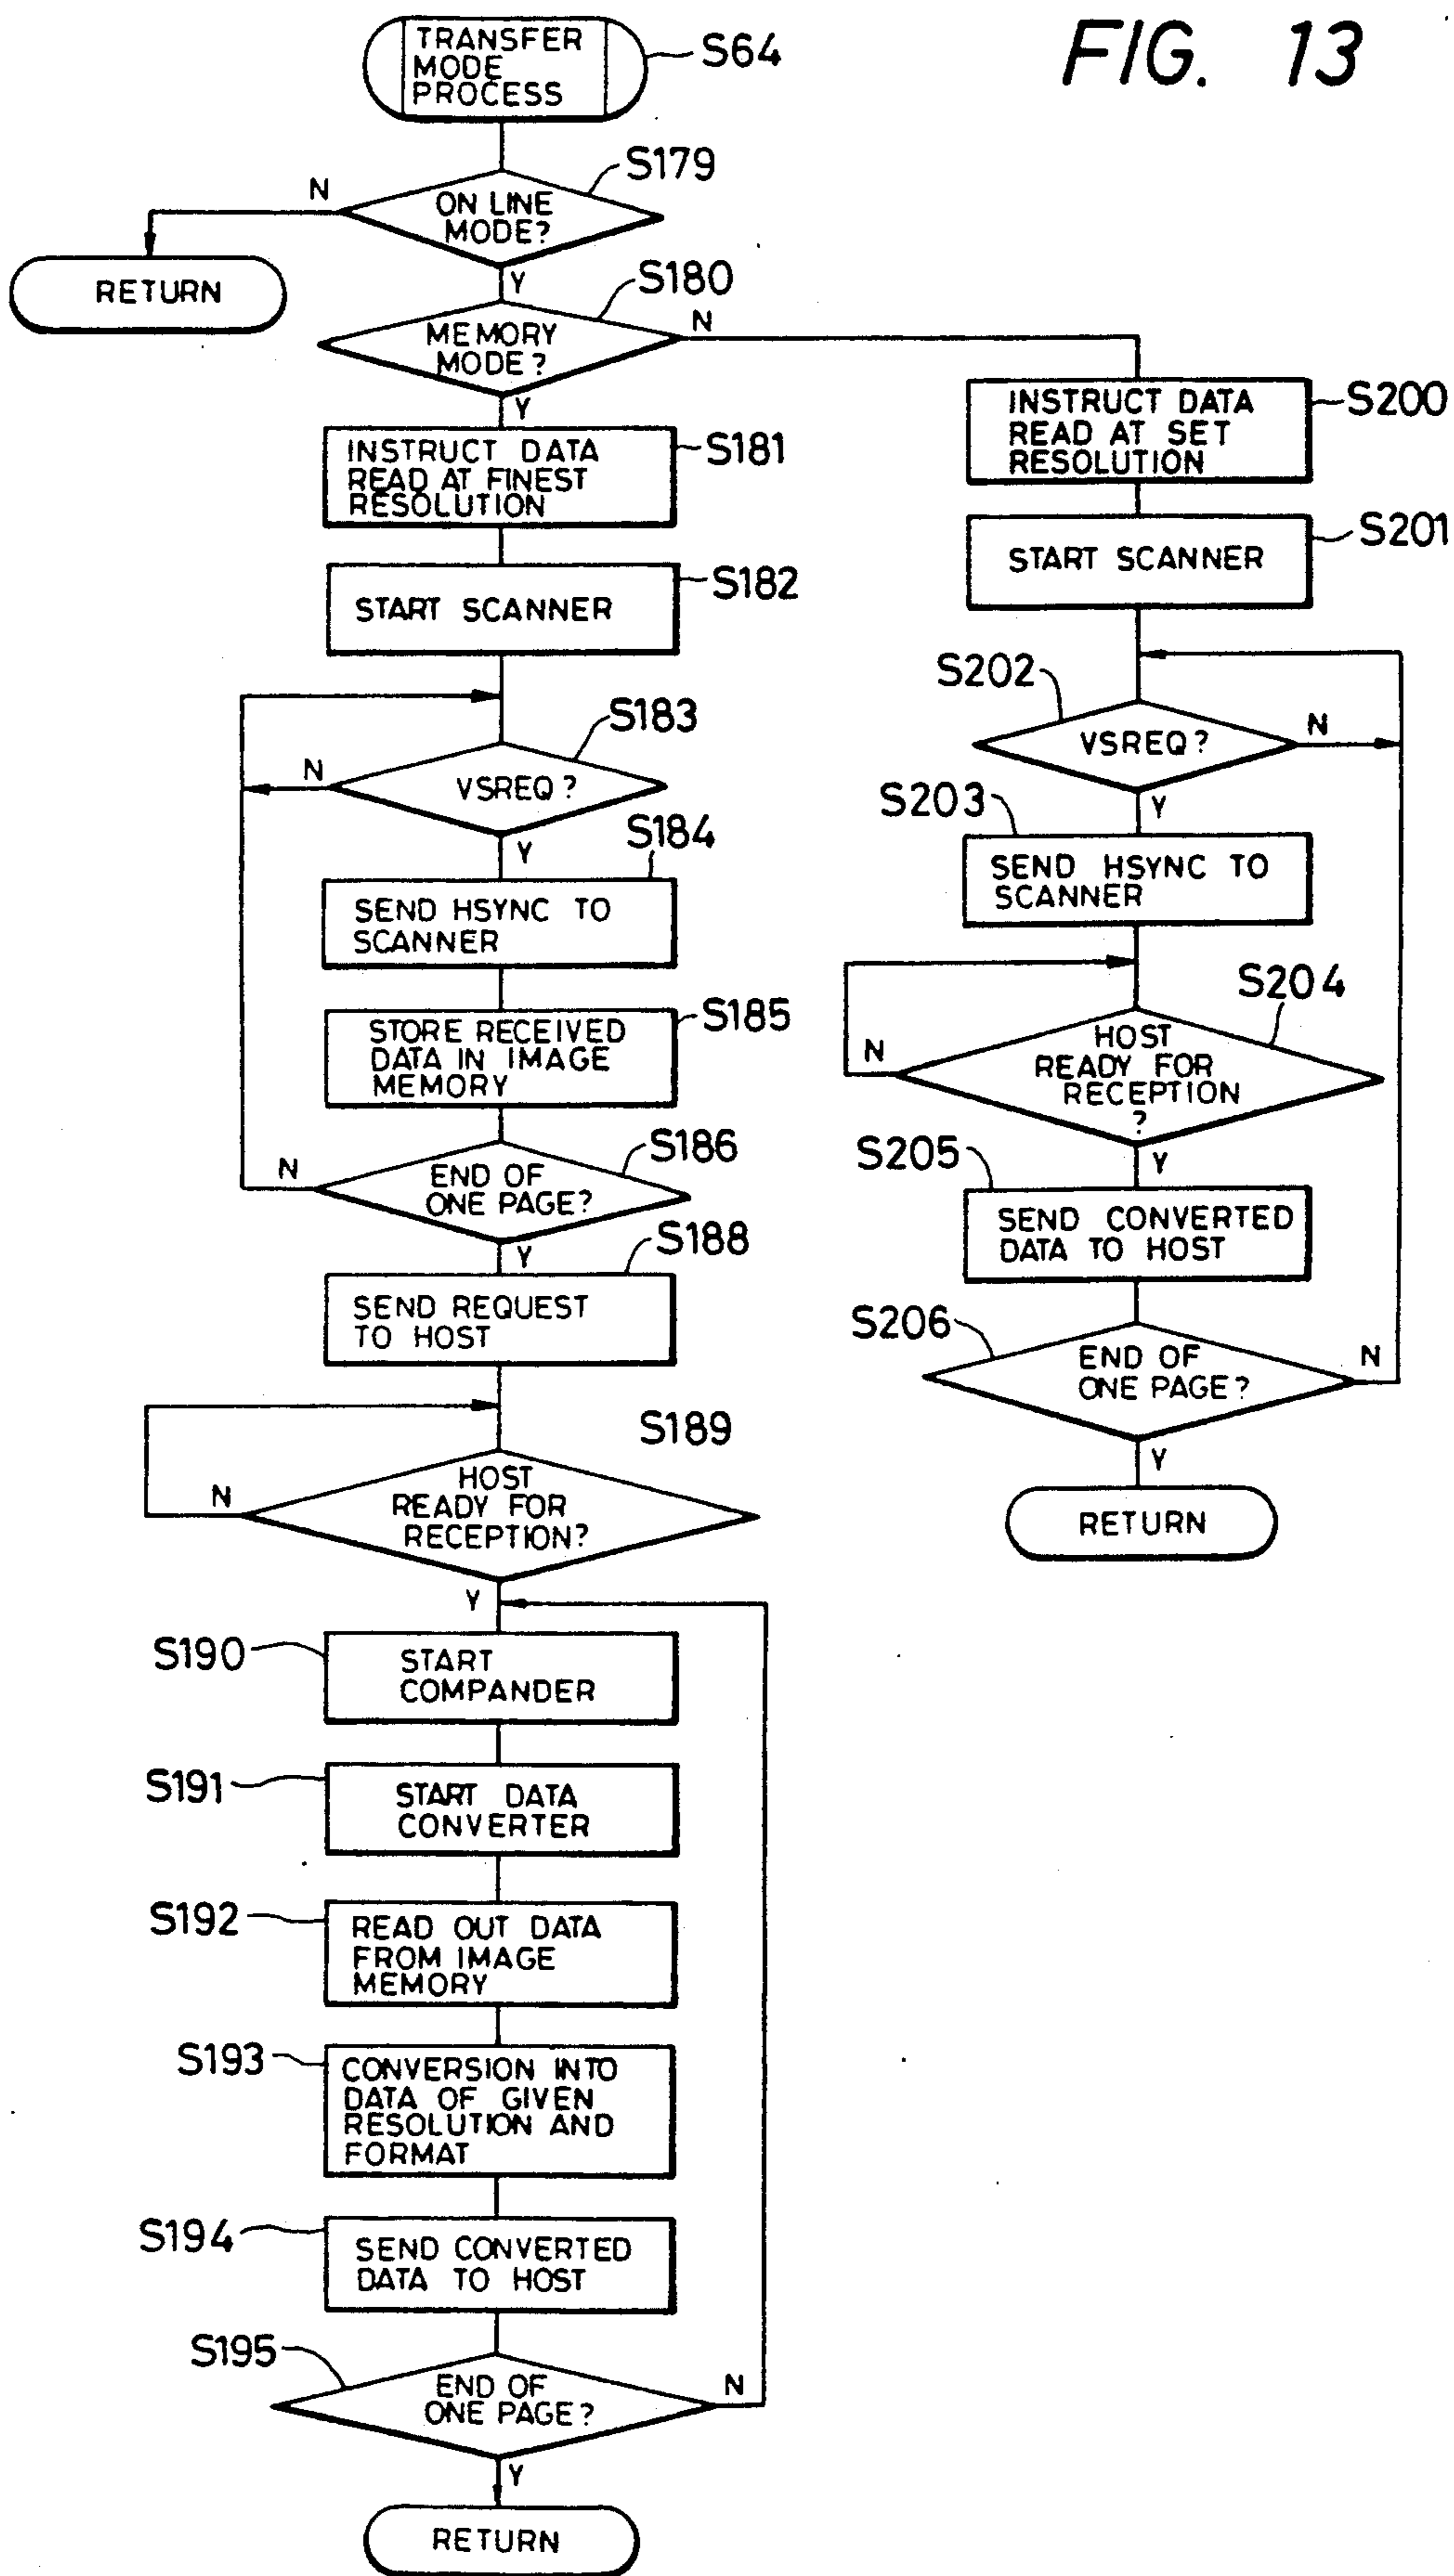 FIG. 13
TRANSFER
MODE
PROCESS
S64
S179
N
ON LINE
MODE?
RETURN
Y
S180
MEMORY
MODE?
N
Y
INSTRUCT DATA
READ AT FINEST
RESOLUTION
S181
START SCANNER
S182
S183
N
VSREQ?
Y
S184
SEND HSYNC TO
SCANNER
STORE RECEIVED
DATA IN IMAGE
MEMORY
S185
S186
N
END OF
ONE PAGE?
Y
S188
SEND REQUEST
TO HOST
S189
HOST
READY FOR
RECEPTION?
N
Y
S190
START
COMPANDER
S191
START DATA
CONVERTER
S192
READ OUT DATA
FROM IMAGE
MEMORY
S193
CONVERSION INTO
DATA OF GIVEN
RESOLUTION AND
FORMAT
S194
SEND CONVERTED
DATA TO HOST
S195
END OF
ONE PAGE?
N
Y
RETURN
INSTRUCT DATA
READ AT SET
RESOLUTION
S200
START SCANNER
S201
S202
VSREQ?
N
Y
S203
SEND HSYNC TO
SCANNER
S204
HOST
READY FOR
RECEPTION
?
N
Y
S205
SEND CONVERTED
DATA TO HOST
S206
END OF
ONE PAGE?
N
Y
RETURN